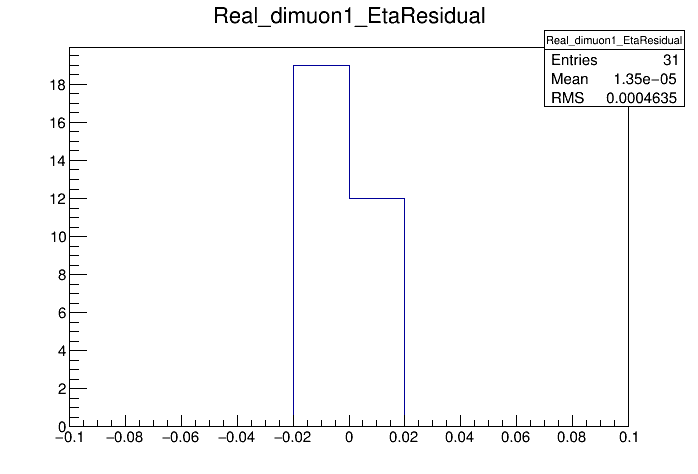 Real_dimuon1_EtaResidual
Real_dimuon1_EtaResidual
Entries 31
Mean 1.35e−05
RMS 0.0004635
18
16
14
12
10
8
6
4
2
0
−0.1 −0.08 −0.06 −0.04 −0.02 0 0.02 0.04 0.06 0.08 0.1